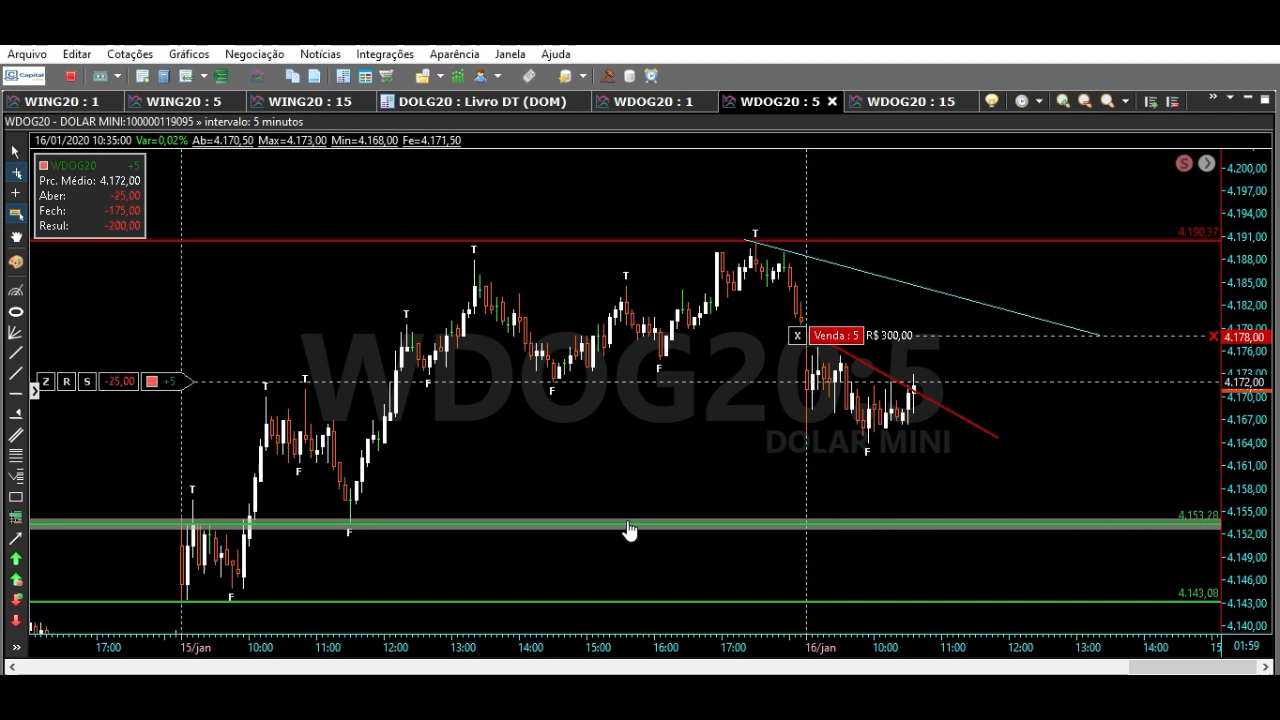 Arquivo Editar Cotações Gráficos Negociação Notícias Integrações Aparência Janela Ajuda
Capital
WING20 : 1 WING20 : 5 WING20 : 15 DOLG20 : Livro DT (DOM) WDOG20 : 1 WDOG20 : 5 WDOG20 : 15
WDOG20 - DOLAR MINI:100000119095 » intervalo: 5 minutos
16/01/2020 10:35:00 Var=0,02% Ab=4.170,50 Max=4.173,00 Min=4.168,00 Fe=4.171,50
WDOG20 +5
Prc. Médio: 4.172,00
Aber: -25,00
Fech: -175,00
Resul: -200,00
S
4.200,00
4.197,00
4.194,00
4.190,37
4.191,00
4.188,00
4.185,00
4.182,00
4.179,00
4.178,00
4.176,00
4.173,00
4.172,00
4.170,00
4.167,00
4.164,00
4.161,00
4.158,00
4.153,28
4.155,00
4.152,00
4.149,00
4.146,00
4.143,08
4.143,00
4.140,00
T
T
T
T
T
T
T
F
F
F
F
F
F
F
X Venda : 5 R$ 300,00
Z R S -25,00 +5
WDOG20:5
DOLAR MINI
17:00 15/jan 10:00 11:00 12:00 13:00 14:00 15:00 16:00 17:00 16/jan 10:00 11:00 12:00 13:00 14:00 15 01:59